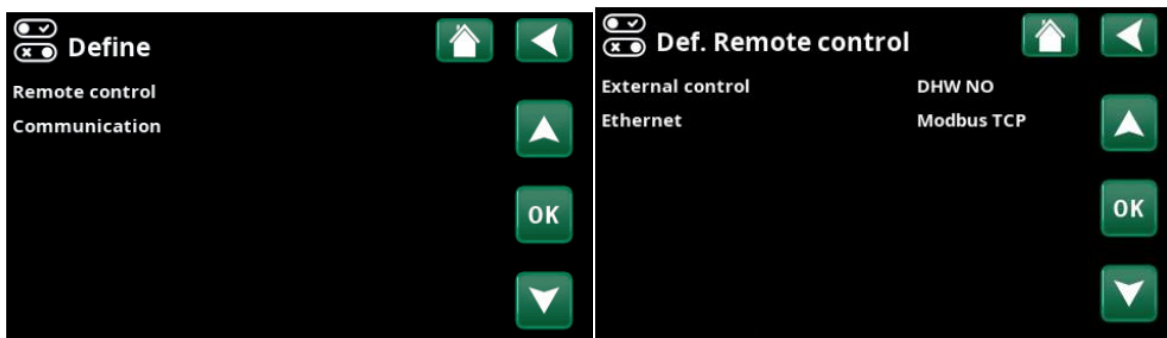 Define
Remote control
Communication
OK
Def. Remote control
External control DHW NO
Ethernet Modbus TCP
OK